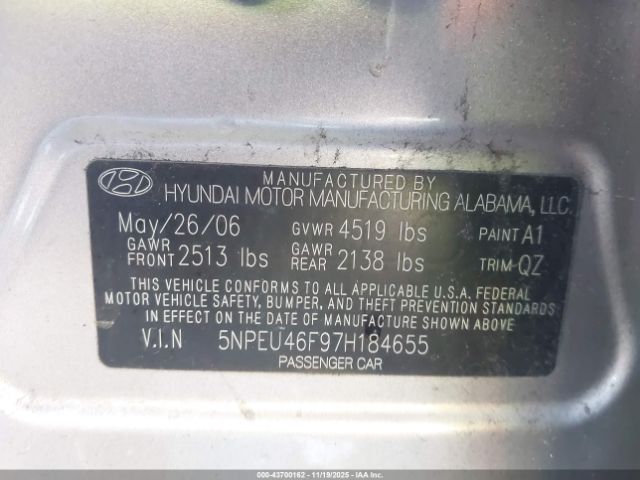 MANUFACTURED BY
HYUNDAI MOTOR MANUFACTURING ALABAMA, LLC.
May/26/06 GVWR 4519 lbs PAINT A1
GAWR FRONT 2513 lbs GAWR REAR 2138 lbs TRIM-QZ
THIS VEHICLE CONFORMS TO ALL APPLICABLE U.S.A. FEDERAL
MOTOR VEHICLE SAFETY, BUMPER, AND THEFT PREVENTION STANDARDS
IN EFFECT ON THE DATE OF MANUFACTURE SHOWN ABOVE.
V.I.N 5NPEU46F97H184655
PASSENGER CAR
000-43700162 - 11/19/2025 - IAAI.COM